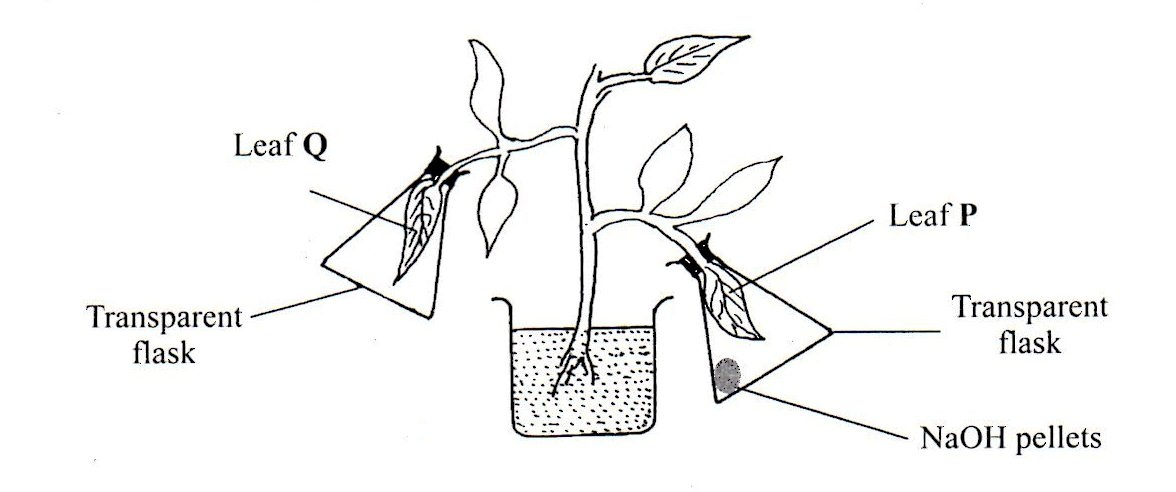 Leaf Q
Leaf P
Transparent
flask
Transparent
flask
NaOH pellets